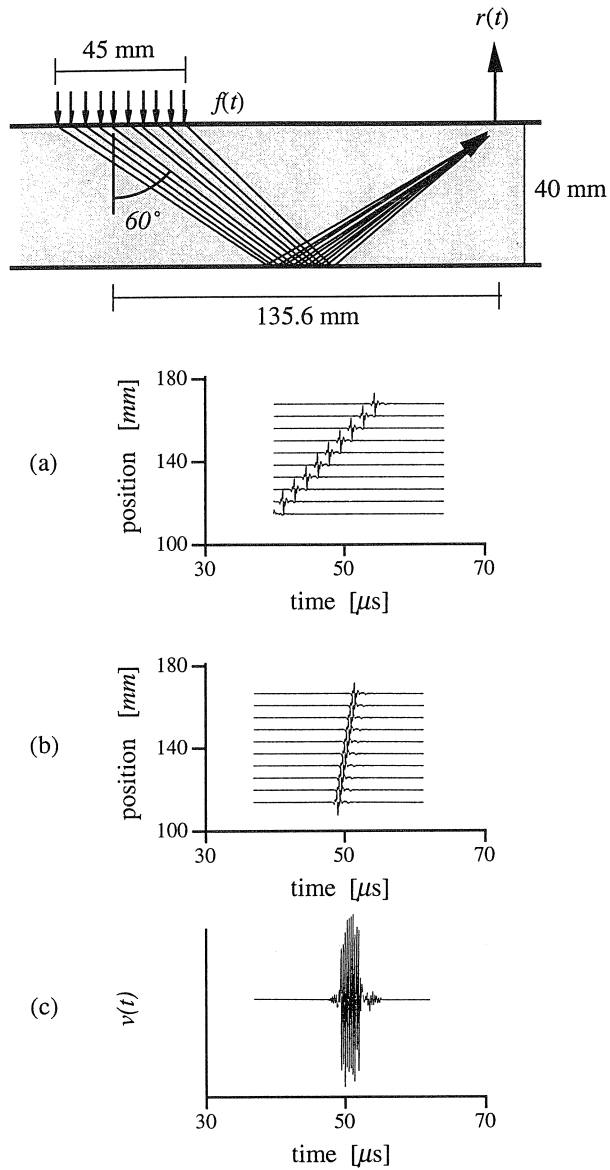 r(t)
45 mm
f(t)
60°
40 mm
135.6 mm
(a)
position [mm]
180
140
100
30
50
70
time [μs]
(b)
position [mm]
180
140
100
30
50
70
time [μs]
(c)
v(t)
30
50
70
time [μs]